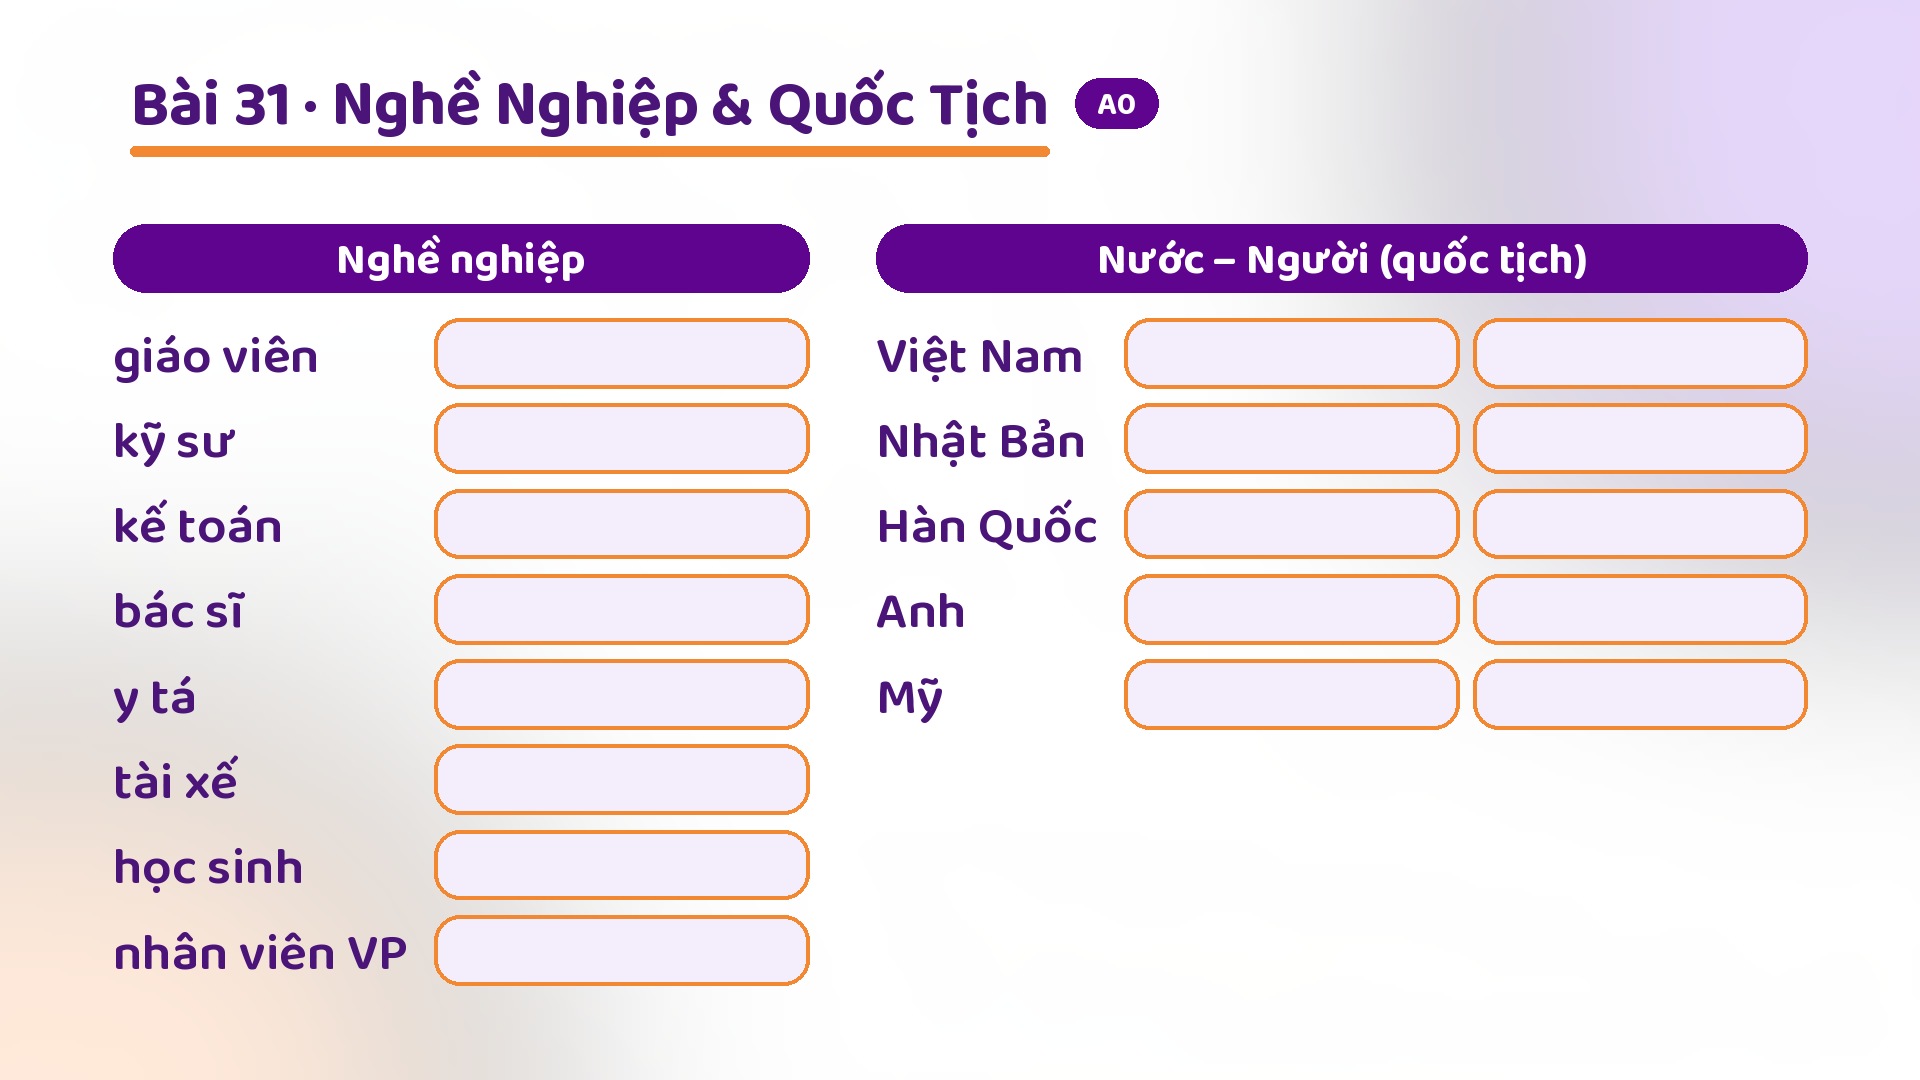 Bài 31 · Nghề Nghiệp & Quốc Tịch A0
Nghề nghiệp
giáo viên
kỹ sư
kế toán
bác sĩ
y tá
tài xế
học sinh
nhân viên VP
Nước – Người (quốc tịch)
Việt Nam
Nhật Bản
Hàn Quốc
Anh
Mỹ